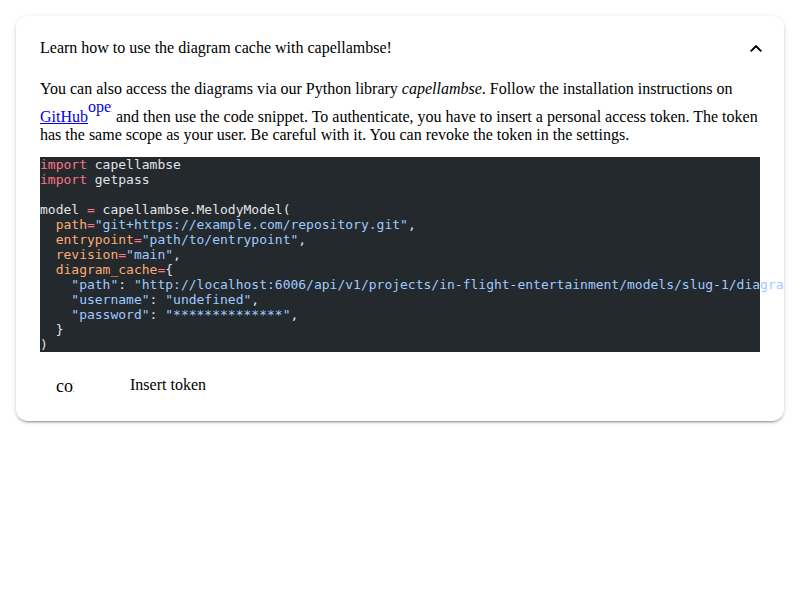 Learn how to use the diagram cache with capellambse!
You can also access the diagrams via our Python library capellambse. Follow the installation instructions on
GitHub ope and then use the code snippet. To authenticate, you have to insert a personal access token. The token
has the same scope as your user. Be careful with it. You can revoke the token in the settings.
import capellambse
import getpass

model = capellambse.MelodyModel(
  path="git+https://example.com/repository.git",
  entrypoint="path/to/entrypoint",
  revision="main",
  diagram_cache={
    "path": "http://localhost:6006/api/v1/projects/in-flight-entertainment/models/slug-1/diagra
    "username": "undefined",
    "password": "**************",
  }
)
co Insert token